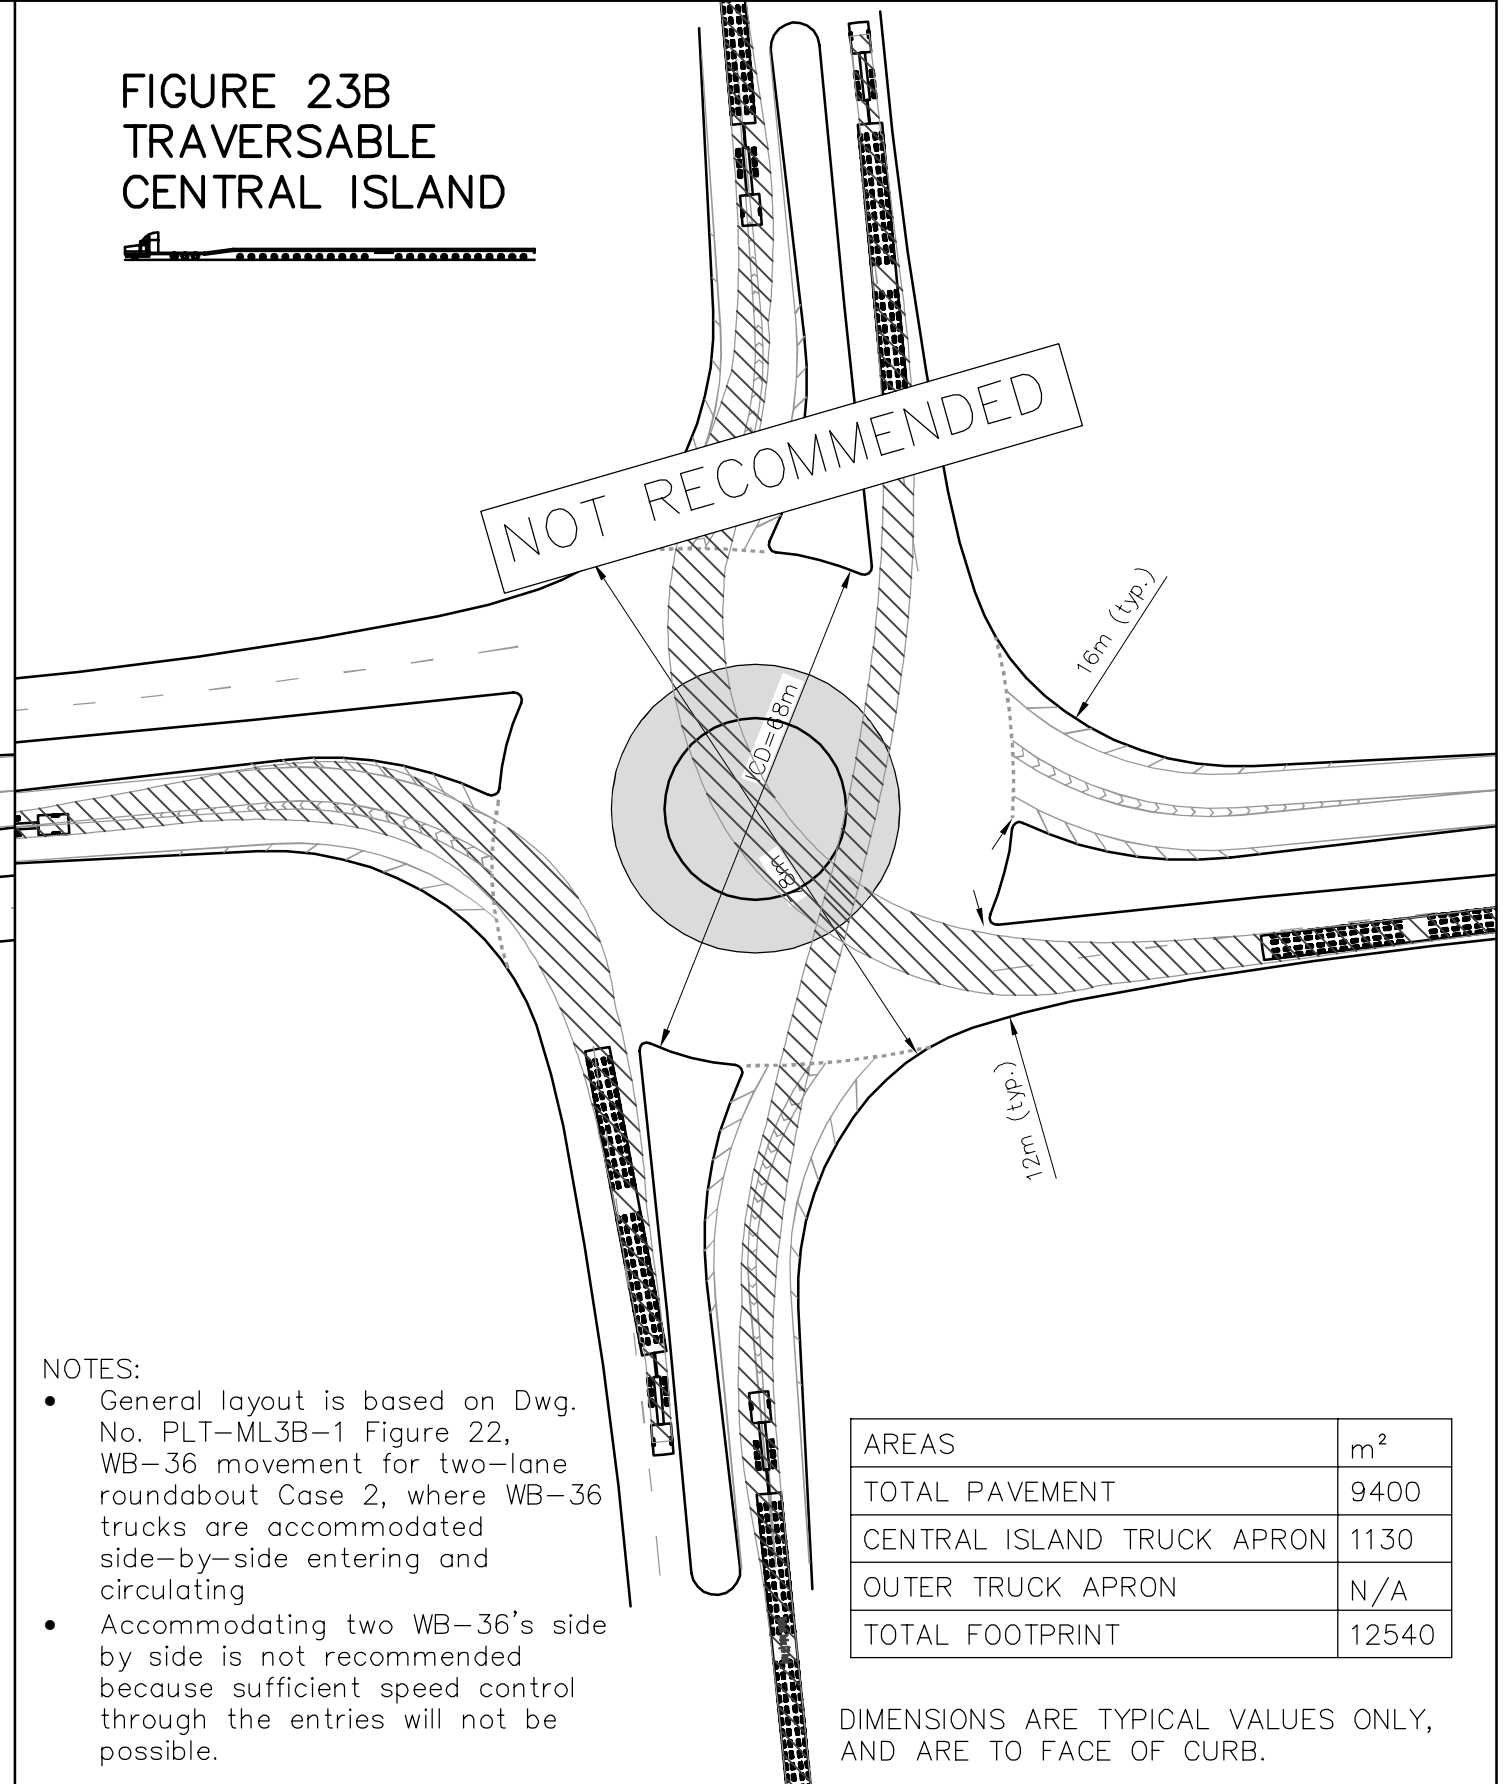 FIGURE 23B
TRAVERSABLE
CENTRAL ISLAND
NOT RECOMMENDED
16m (typ.)
ICD=68m
18m
12m (typ.)
NOTES:
• General layout is based on Dwg.
No. PLT-ML3B-1 Figure 22,
WB-36 movement for two-lane
roundabout Case 2, where WB-36
trucks are accommodated
side-by-side entering and
circulating
• Accommodating two WB-36's side
by side is not recommended
because sufficient speed control
through the entries will not be
possible.
AREAS m²
TOTAL PAVEMENT 9400
CENTRAL ISLAND TRUCK APRON 1130
OUTER TRUCK APRON N/A
TOTAL FOOTPRINT 12540
DIMENSIONS ARE TYPICAL VALUES ONLY,
AND ARE TO FACE OF CURB.